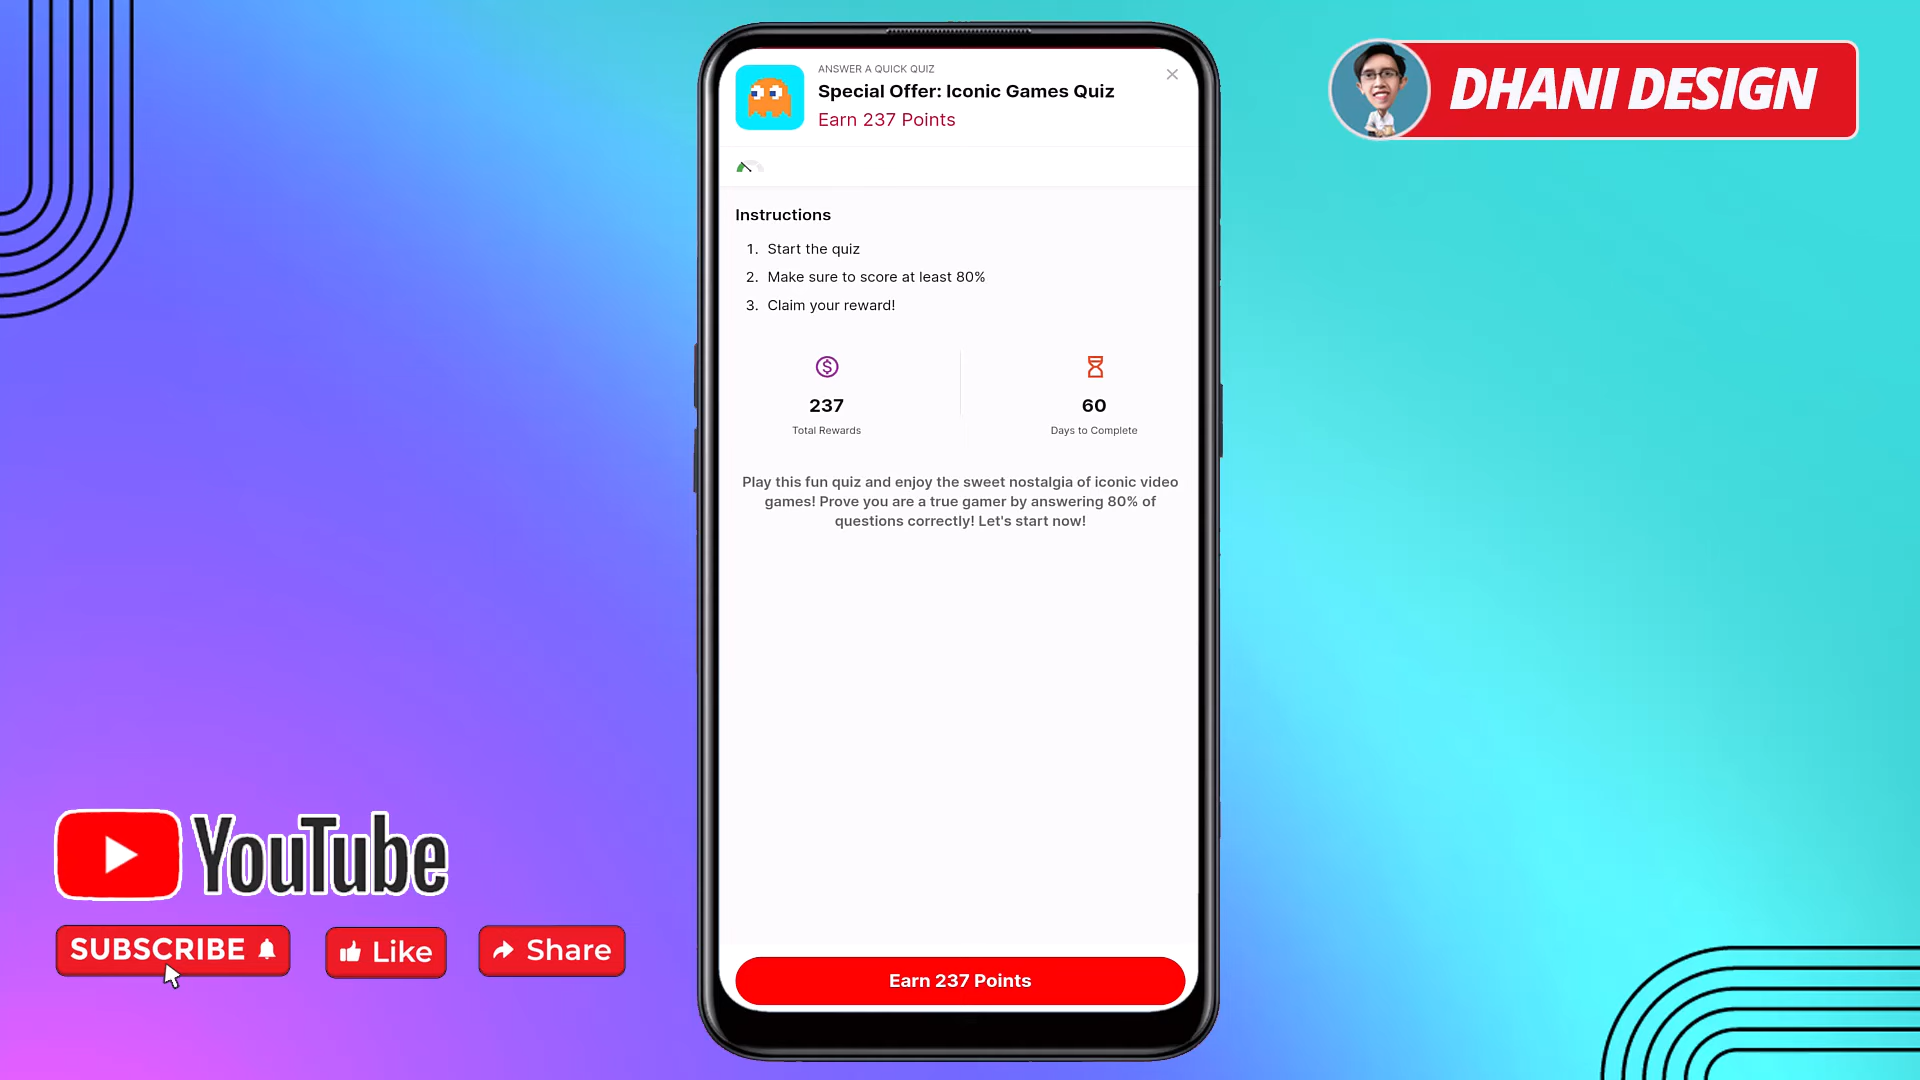 ANSWER A QUICK QUIZ
Special Offer: Iconic Games Quiz
Earn 237 Points
Instructions
1. Start the quiz
2. Make sure to score at least 80%
3. Claim your reward!
237
Total Rewards
60
Days to Complete
Play this fun quiz and enjoy the sweet nostalgia of iconic video
games! Prove you are a true gamer by answering 80% of
questions correctly! Let's start now!
Earn 237 Points
DHANI DESIGN
YouTube
SUBSCRIBE
Like
Share